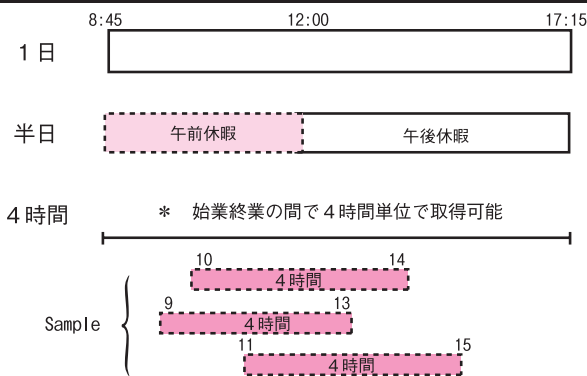 8:45 12:00 17:15
1日
半日 午前休暇 午後休暇
4時間 * 始業終業の間で4時間単位で取得可能
10 14
4時間
9 13
Sample 4時間
11 15
4時間